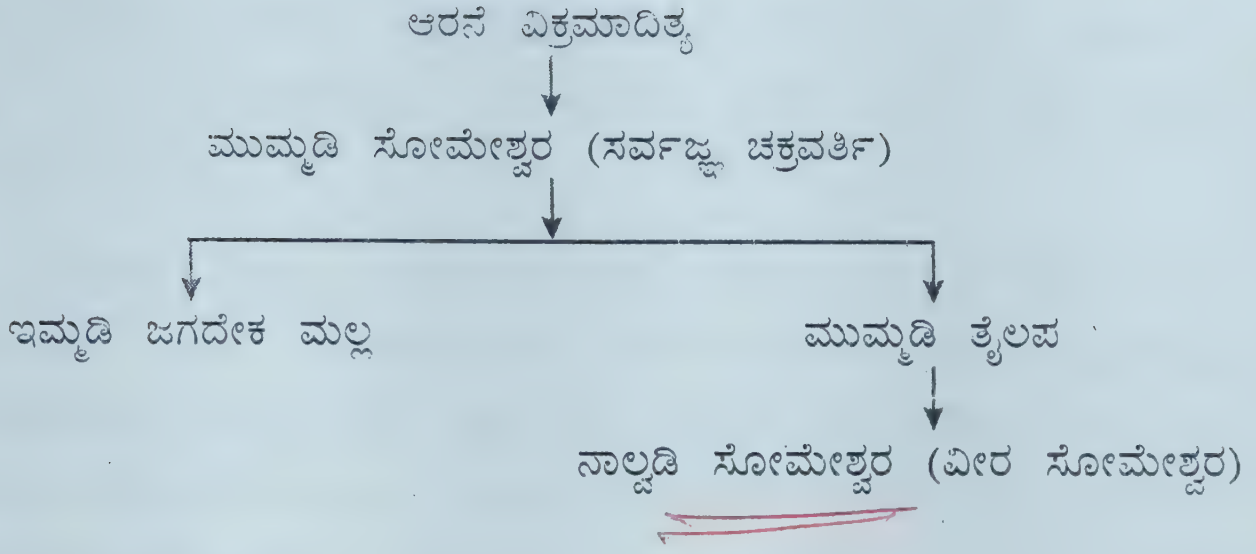 ಆರನೆ ವಿಕ್ರಮಾದಿತ್ಯ
ಮುಮ್ಮಡಿ ಸೋಮೇಶ್ವರ (ಸರ್ವಜ್ಞ ಚಕ್ರವರ್ತಿ)
ಇಮ್ಮಡಿ ಜಗದೇಕ ಮಲ್ಲ ಮುಮ್ಮಡಿ ತೈಲಪ
ನಾಲ್ವಡಿ ಸೋಮೇಶ್ವರ (ವೀರ ಸೋಮೇಶ್ವರ)